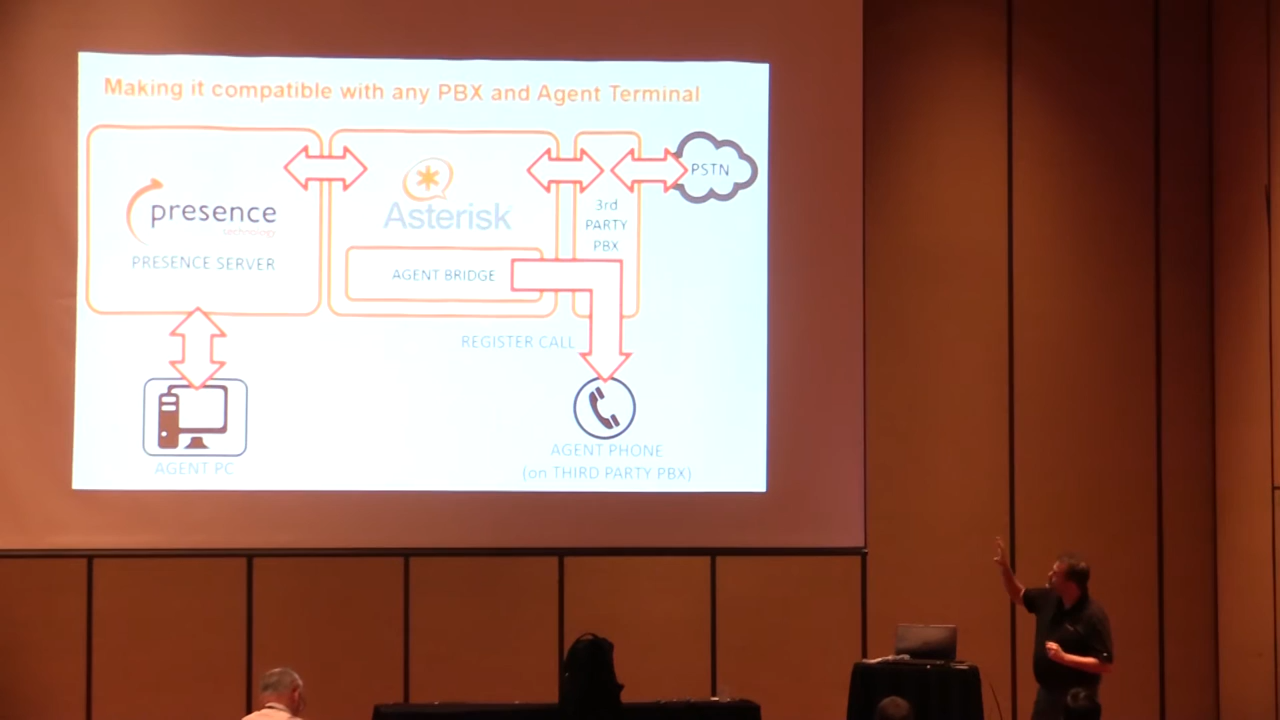 Making it compatible with any PBX and Agent Terminal
presence
technology
PRESENCE SERVER
Asterisk
AGENT BRIDGE
3rd
PARTY
PBX
PSTN
REGISTER CALL
AGENT PC
AGENT PHONE
(on THIRD PARTY PBX)